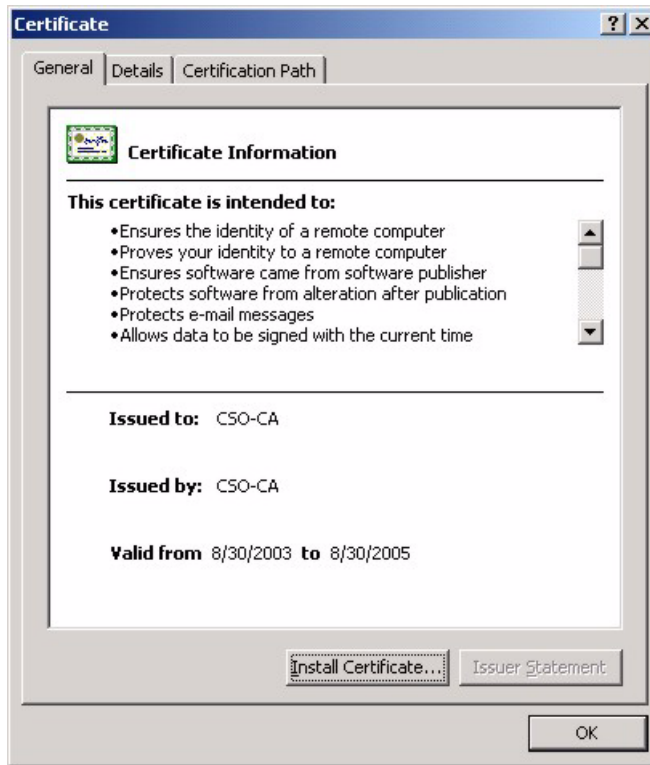 Certificate
General Details Certification Path
Certificate Information
This certificate is intended to:
•Ensures the identity of a remote computer
•Proves your identity to a remote computer
•Ensures software came from software publisher
•Protects software from alteration after publication
•Protects e-mail messages
•Allows data to be signed with the current time
Issued to: CSO-CA
Issued by: CSO-CA
Valid from 8/30/2003 to 8/30/2005
Install Certificate... Issuer Statement
OK